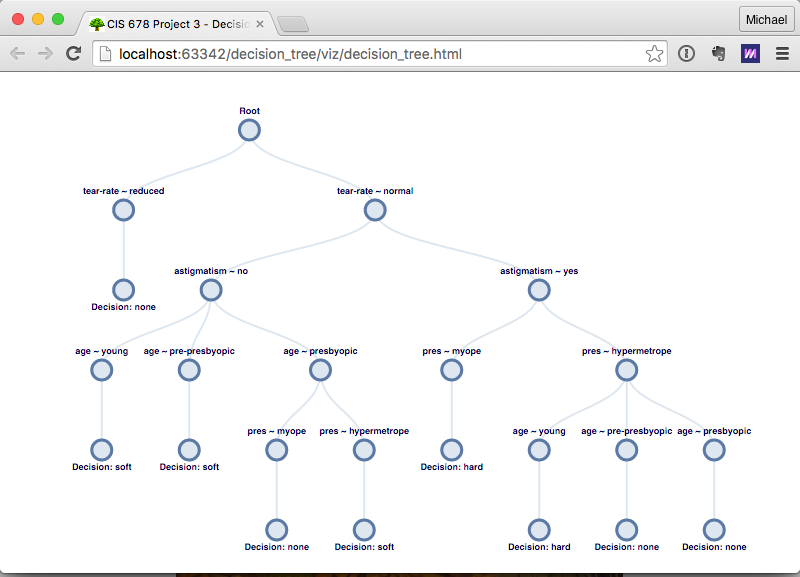 CIS 678 Project 3 - Decisio
Michael
localhost:63342/decision_tree/viz/decision_tree.html
Root
tear-rate ~ reduced
tear-rate ~ normal
astigmatism ~ no
astigmatism ~ yes
Decision: none
age ~ young
age ~ pre-presbyopic
age ~ presbyopic
pres ~ myope
pres ~ hypermetrope
pres ~ myope
pres ~ hypermetrope
age ~ young
age ~ pre-presbyopic
age ~ presbyopic
Decision: soft
Decision: soft
Decision: hard
Decision: none
Decision: soft
Decision: hard
Decision: none
Decision: none